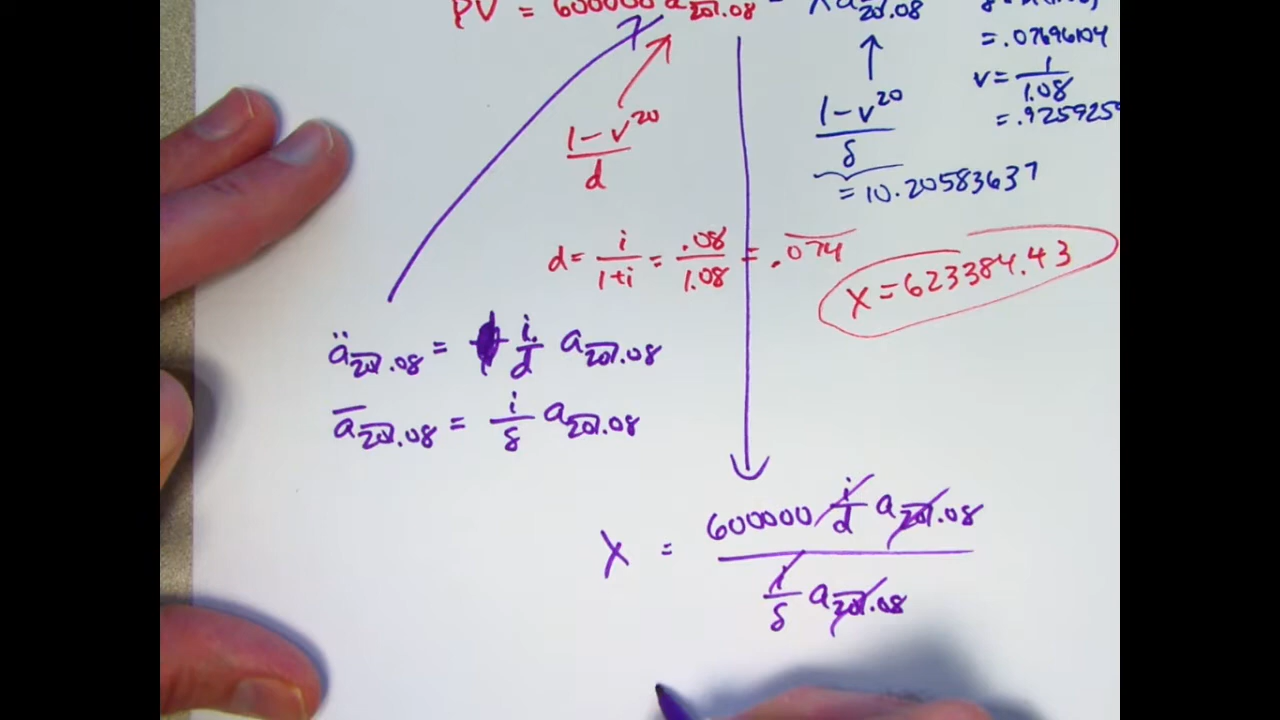 PV = 600000 ä20|.08 = X ā20|.08
= .07696104
v = 1/1.08
= .9259259
1-v^20 / d
1-v^20 / δ
= 10.20583637
d = i/1+i = .08/1.08 = .074
X = 623384.43
ä20|.08 = i/d a20|.08
ā20|.08 = i/δ a20|.08
X = 600000 i/d a20|.08 / i/δ a20|.08